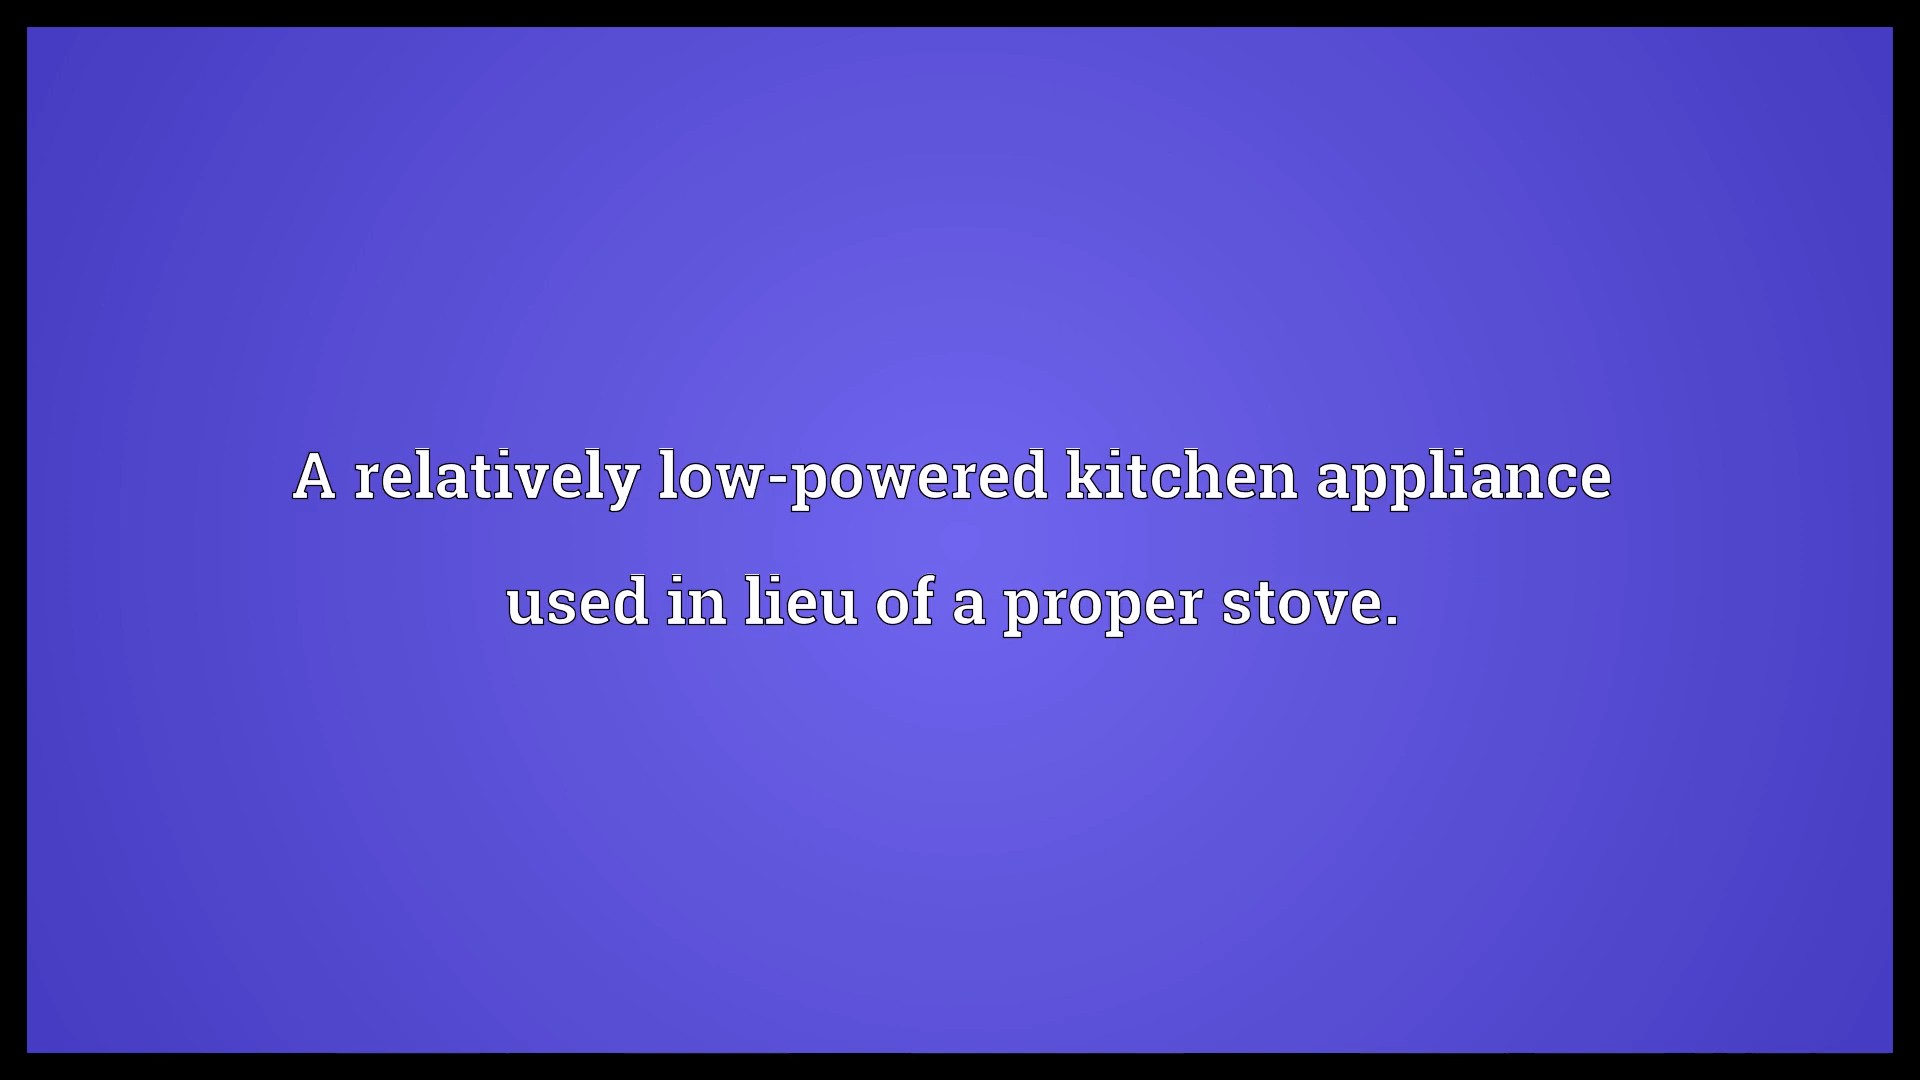 A relatively low-powered kitchen appliance
used in lieu of a proper stove.